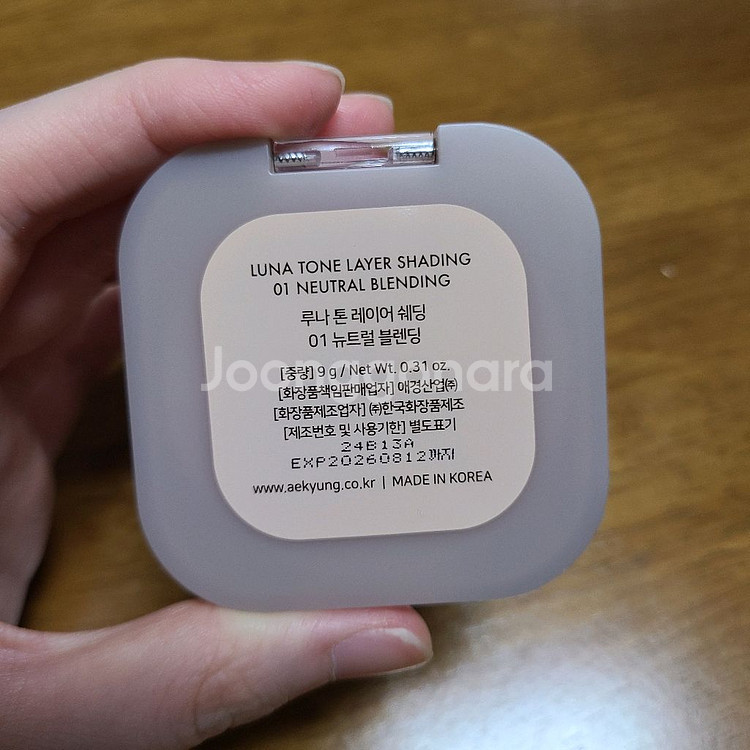 LUNA TONE LAYER SHADING
01 NEUTRAL BLENDING
루나 톤 레이어 쉐딩
01 뉴트럴 블렌딩
Joonggonara
[중량] 9 g / Net Wt. 0.31 oz.
[화장품책임판매업자] 애경산업㈜
[화장품제조업자] ㈜한국화장품제조
[제조번호 및 사용기한] 별도표기
24B13A
EXP20260812까지
www.aekyung.co.kr | MADE IN KOREA